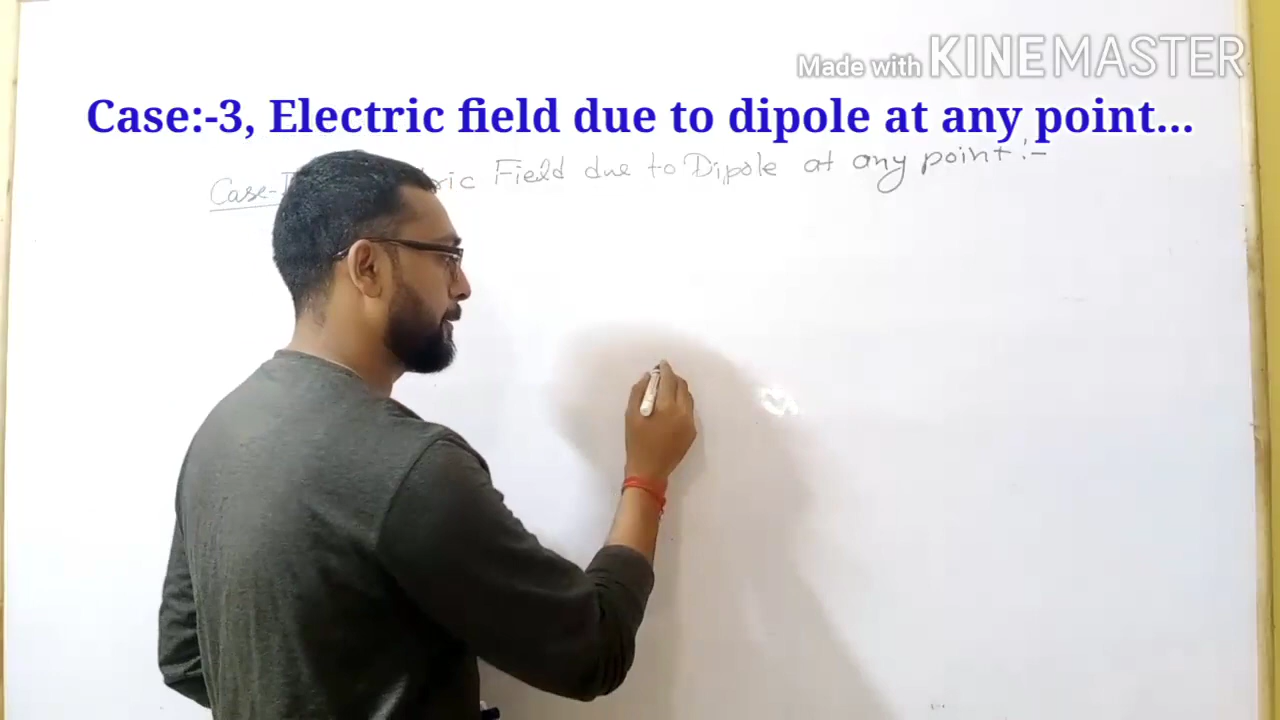 Made with KINEMASTER
Case:-3, Electric field due to dipole at any point...
Case- Field due to Dipole at any point :-